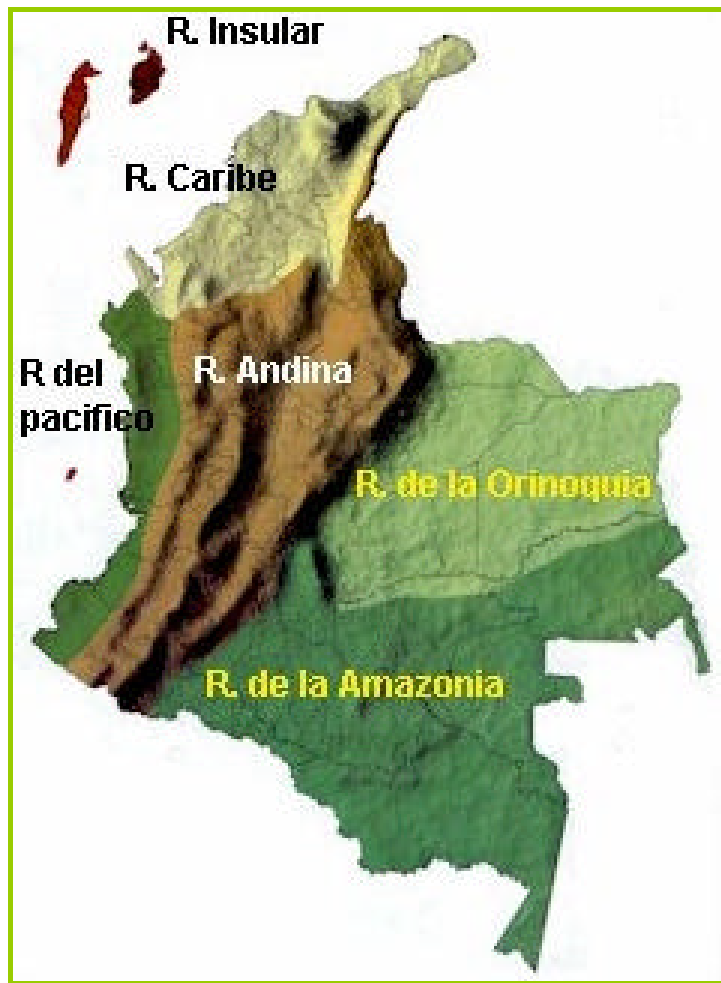 R. Insular
R. Caribe
R. Andina
R del
pacifico
R. de la Orinoquia
R. de la Amazonia